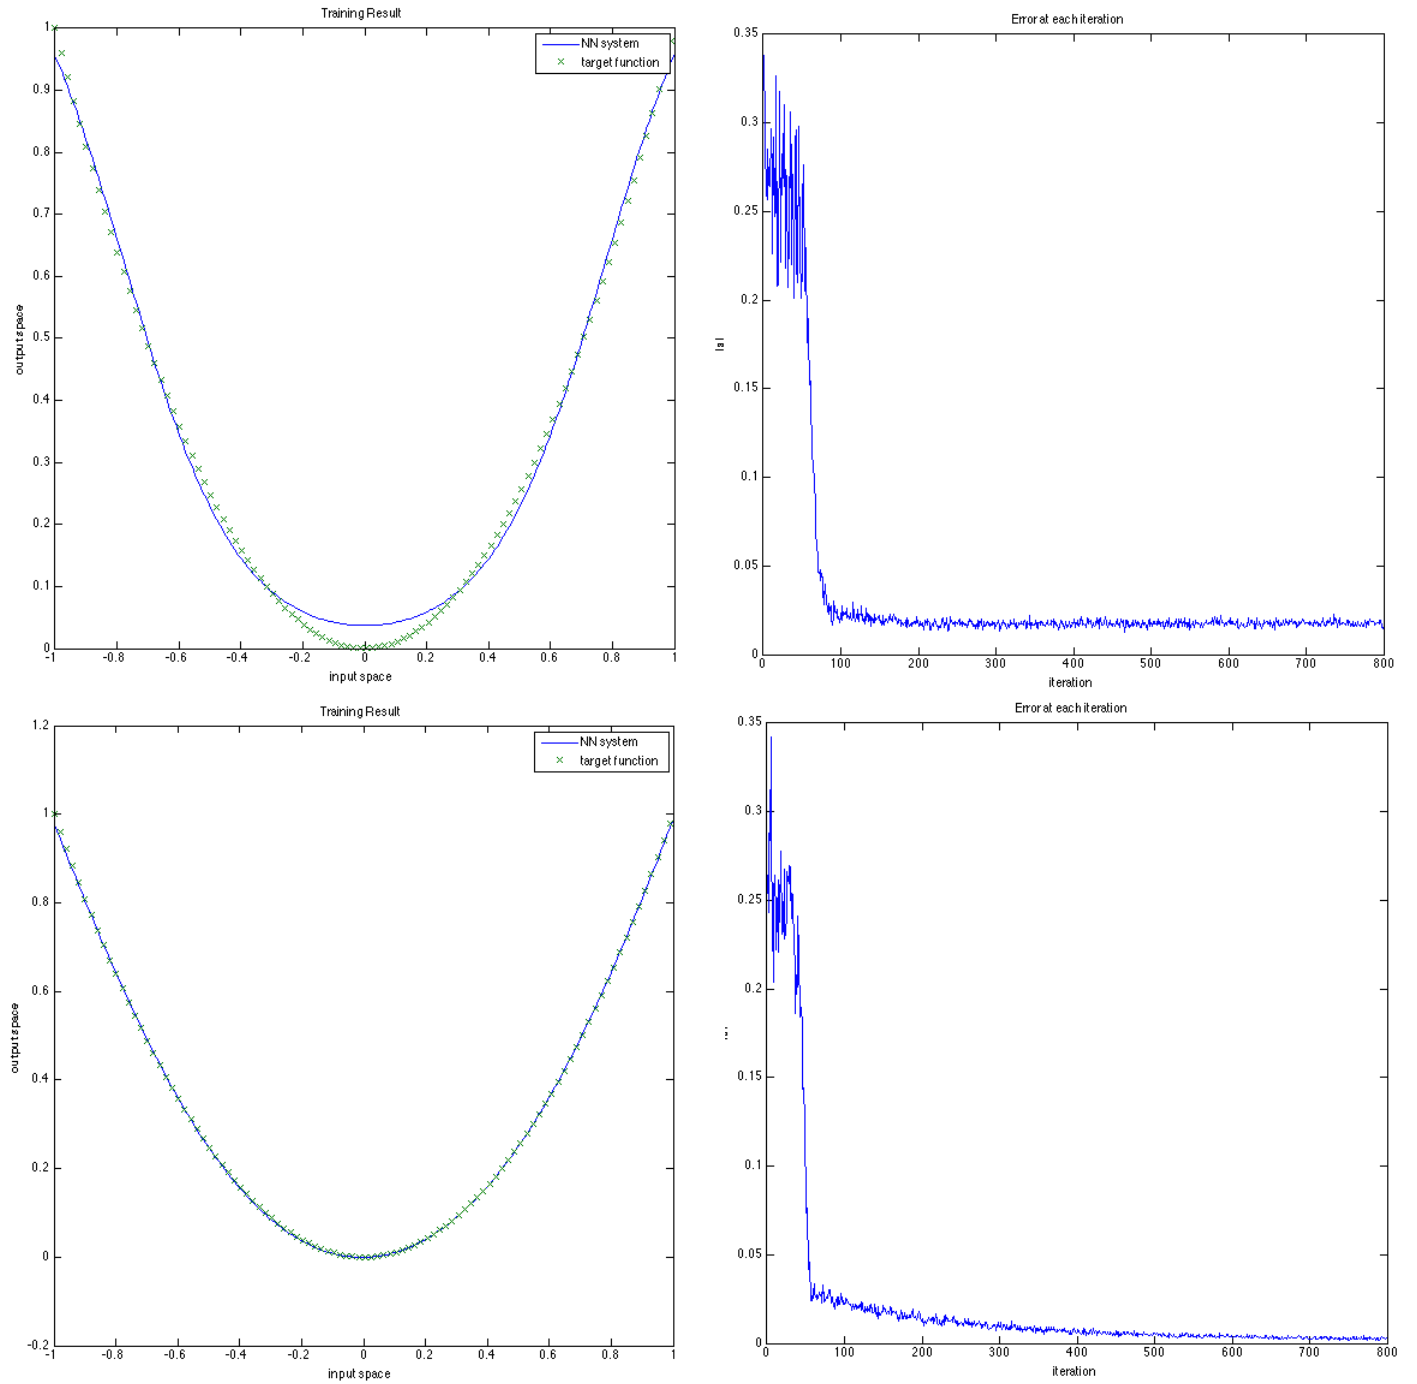 Training Result
NN system
target function
1
0.9
0.8
0.7
0.6
0.5
0.4
0.3
0.2
0.1
0
output space
-1 -0.8 -0.6 -0.4 -0.2 0 0.2 0.4 0.6 0.8 1
input space
Error at each iteration
0.35
0.3
0.25
0.2
0.15
0.1
0.05
0
0 100 200 300 400 500 600 700 800
iteration
Training Result
NN system
target function
1.2
1
0.8
0.6
0.4
0.2
0
-0.2
output space
-1 -0.8 -0.6 -0.4 -0.2 0 0.2 0.4 0.6 0.8 1
input space
Error at each iteration
0.35
0.3
0.25
0.2
0.15
0.1
0.05
0
0 100 200 300 400 500 600 700 800
iteration